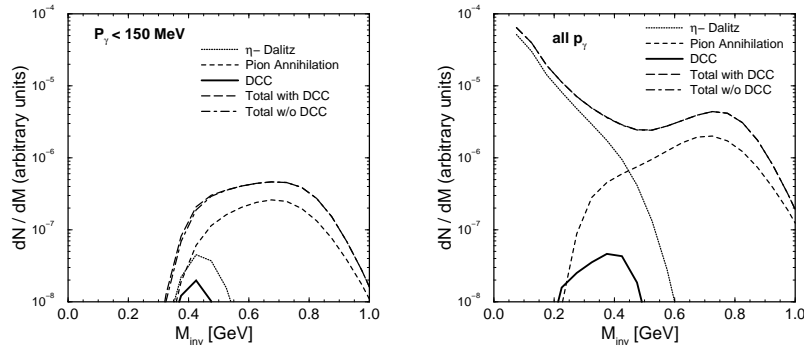 10⁻⁴
10⁻⁵
10⁻⁶
10⁻⁷
10⁻⁸
dN / dM (arbitrary units)
Pγ < 150 MeV
η− Dalitz
Pion Annihilation
DCC
Total with DCC
Total w/o DCC
0.0 0.2 0.4 0.6 0.8 1.0
M_inv [GeV]
10⁻⁴
10⁻⁵
10⁻⁶
10⁻⁷
10⁻⁸
dN / dM (arbitrary units)
all pγ
η− Dalitz
Pion Annihilation
DCC
Total with DCC
Total w/o DCC
0.0 0.2 0.4 0.6 0.8 1.0
M_inv [GeV]